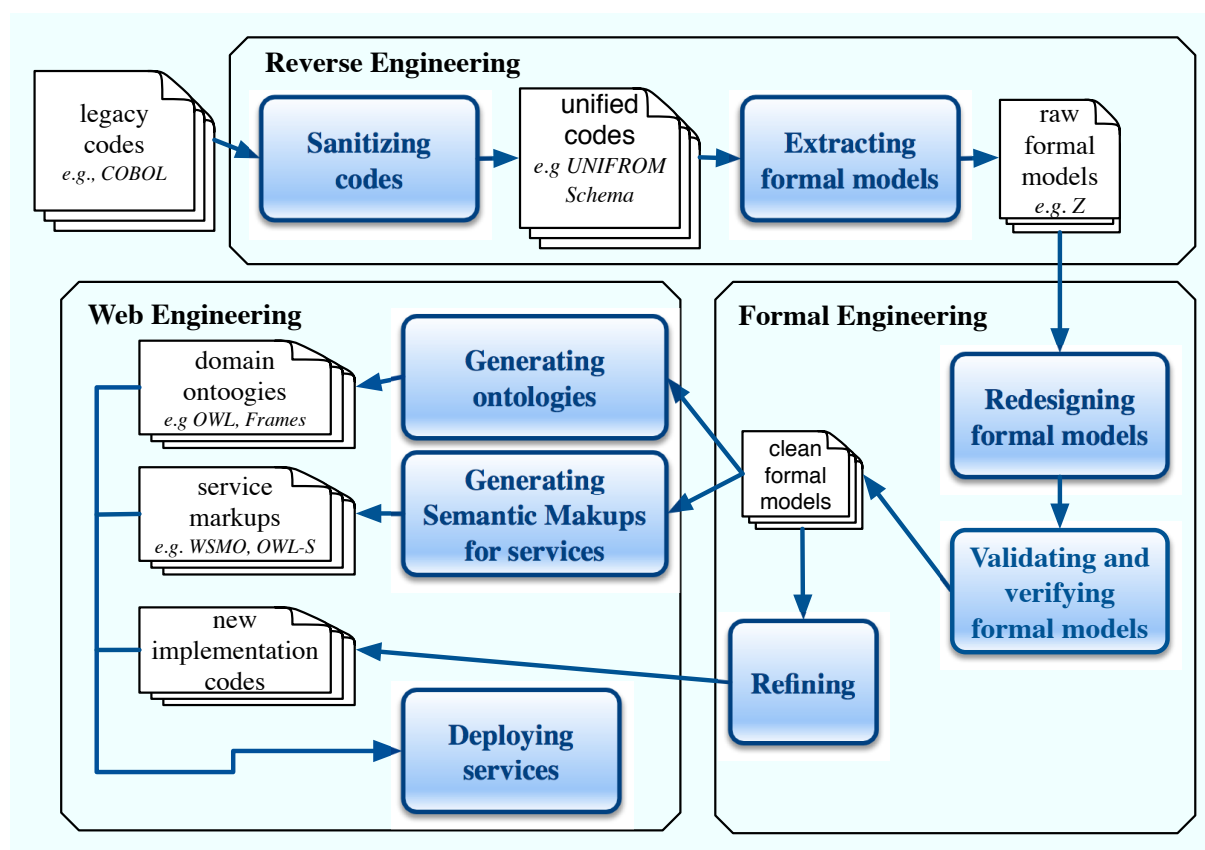 Reverse Engineering
legacy
codes
e.g., COBOL
Sanitizing
codes
unified
codes
e.g UNIFROM
Schema
Extracting
formal models
raw
formal
models
e.g. Z
Web Engineering
domain
ontoogies
e.g OWL, Frames
Generating
ontologies
service
markups
e.g. WSMO, OWL-S
Generating
Semantic Makups
for services
new
implementation
codes
Deploying
services
Formal Engineering
Redesigning
formal models
clean
formal
models
Validating and
verifying
formal models
Refining